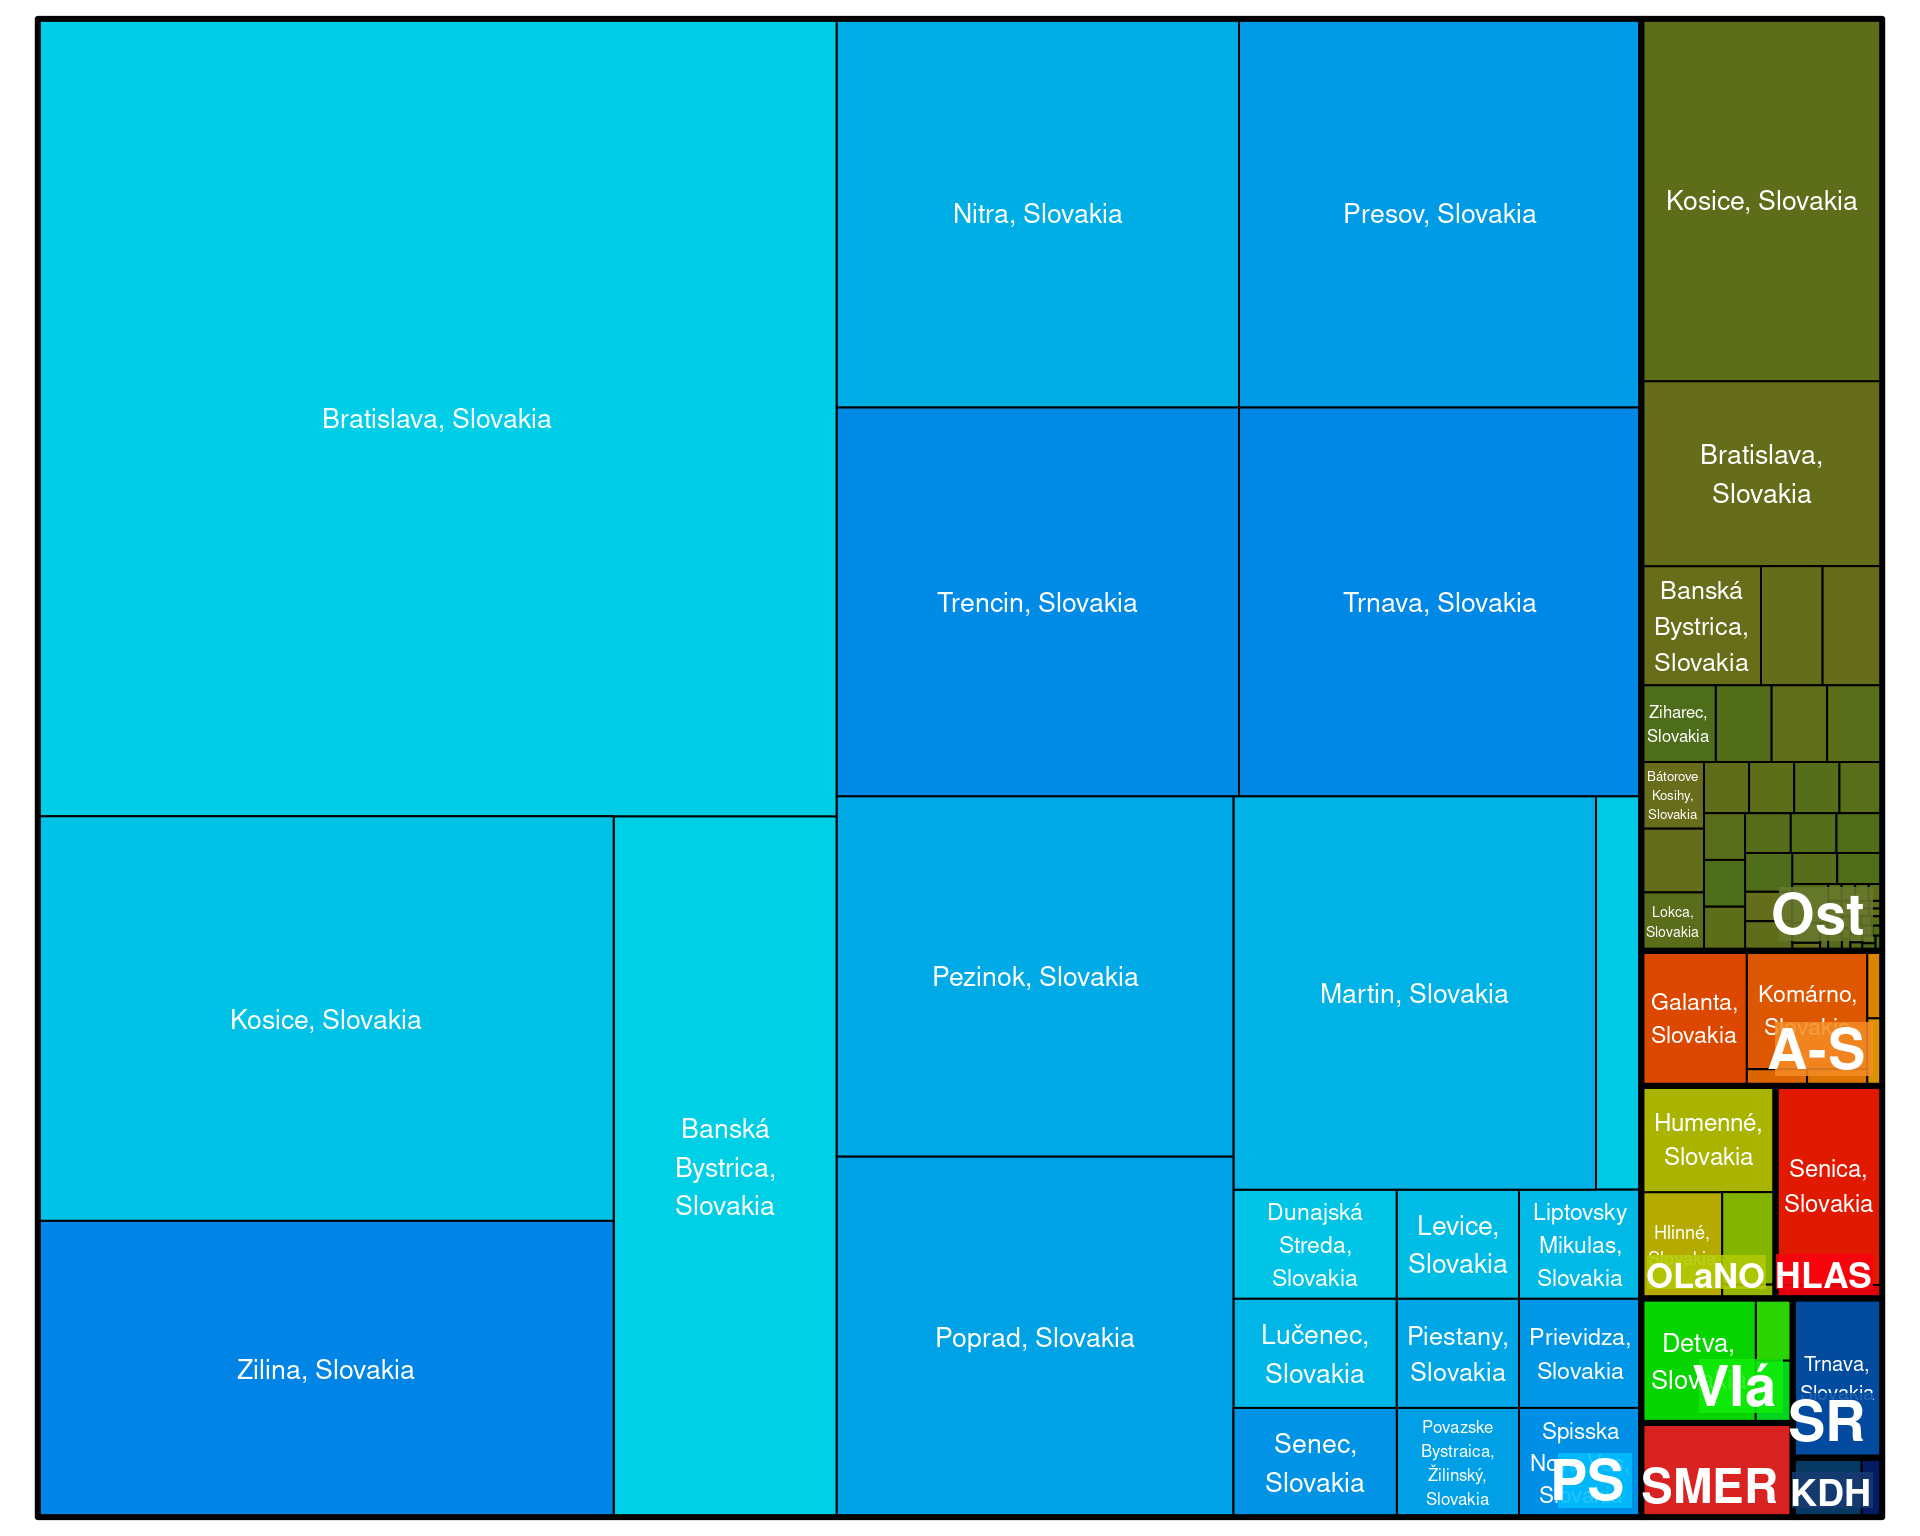 Bratislava, Slovakia
Kosice, Slovakia
Zilina, Slovakia
Banská
Bystrica,
Slovakia
Nitra, Slovakia
Presov, Slovakia
Trencin, Slovakia
Trnava, Slovakia
Pezinok, Slovakia
Poprad, Slovakia
Martin, Slovakia
Dunajská
Streda,
Slovakia
Levice,
Slovakia
Liptovsky
Mikulas,
Slovakia
Lučenec,
Slovakia
Piestany,
Slovakia
Prievidza,
Slovakia
Senec,
Slovakia
Povazske
Bystraica,
Žilinský,
Slovakia
Spisska
PS
Kosice, Slovakia
Bratislava,
Slovakia
Banská
Bystrica,
Slovakia
Ziharec,
Slovakia
Bátorove
Kosihy,
Slovakia
Lokca,
Slovakia
Ost
Galanta,
Slovakia
Komárno,
Slovakia
A-S
Humenné,
Slovakia
Hlinné,
Slovakia
OLaNO
Senica,
Slovakia
HLAS
Detva,
Vlá
Trnava,
Slovakia
SR
SMER
KDH